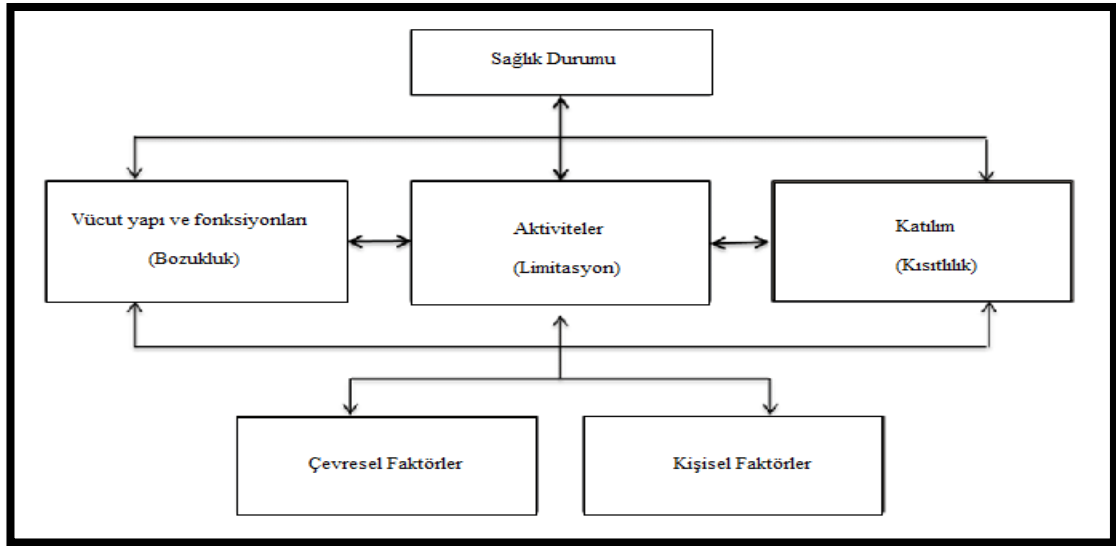 Sağlık Durumu
Vücut yapı ve fonksiyonları
(Bozukluk)
Aktiviteler
(Limitasyon)
Katılım
(Kısıtlılık)
Çevresel Faktörler
Kişisel Faktörler